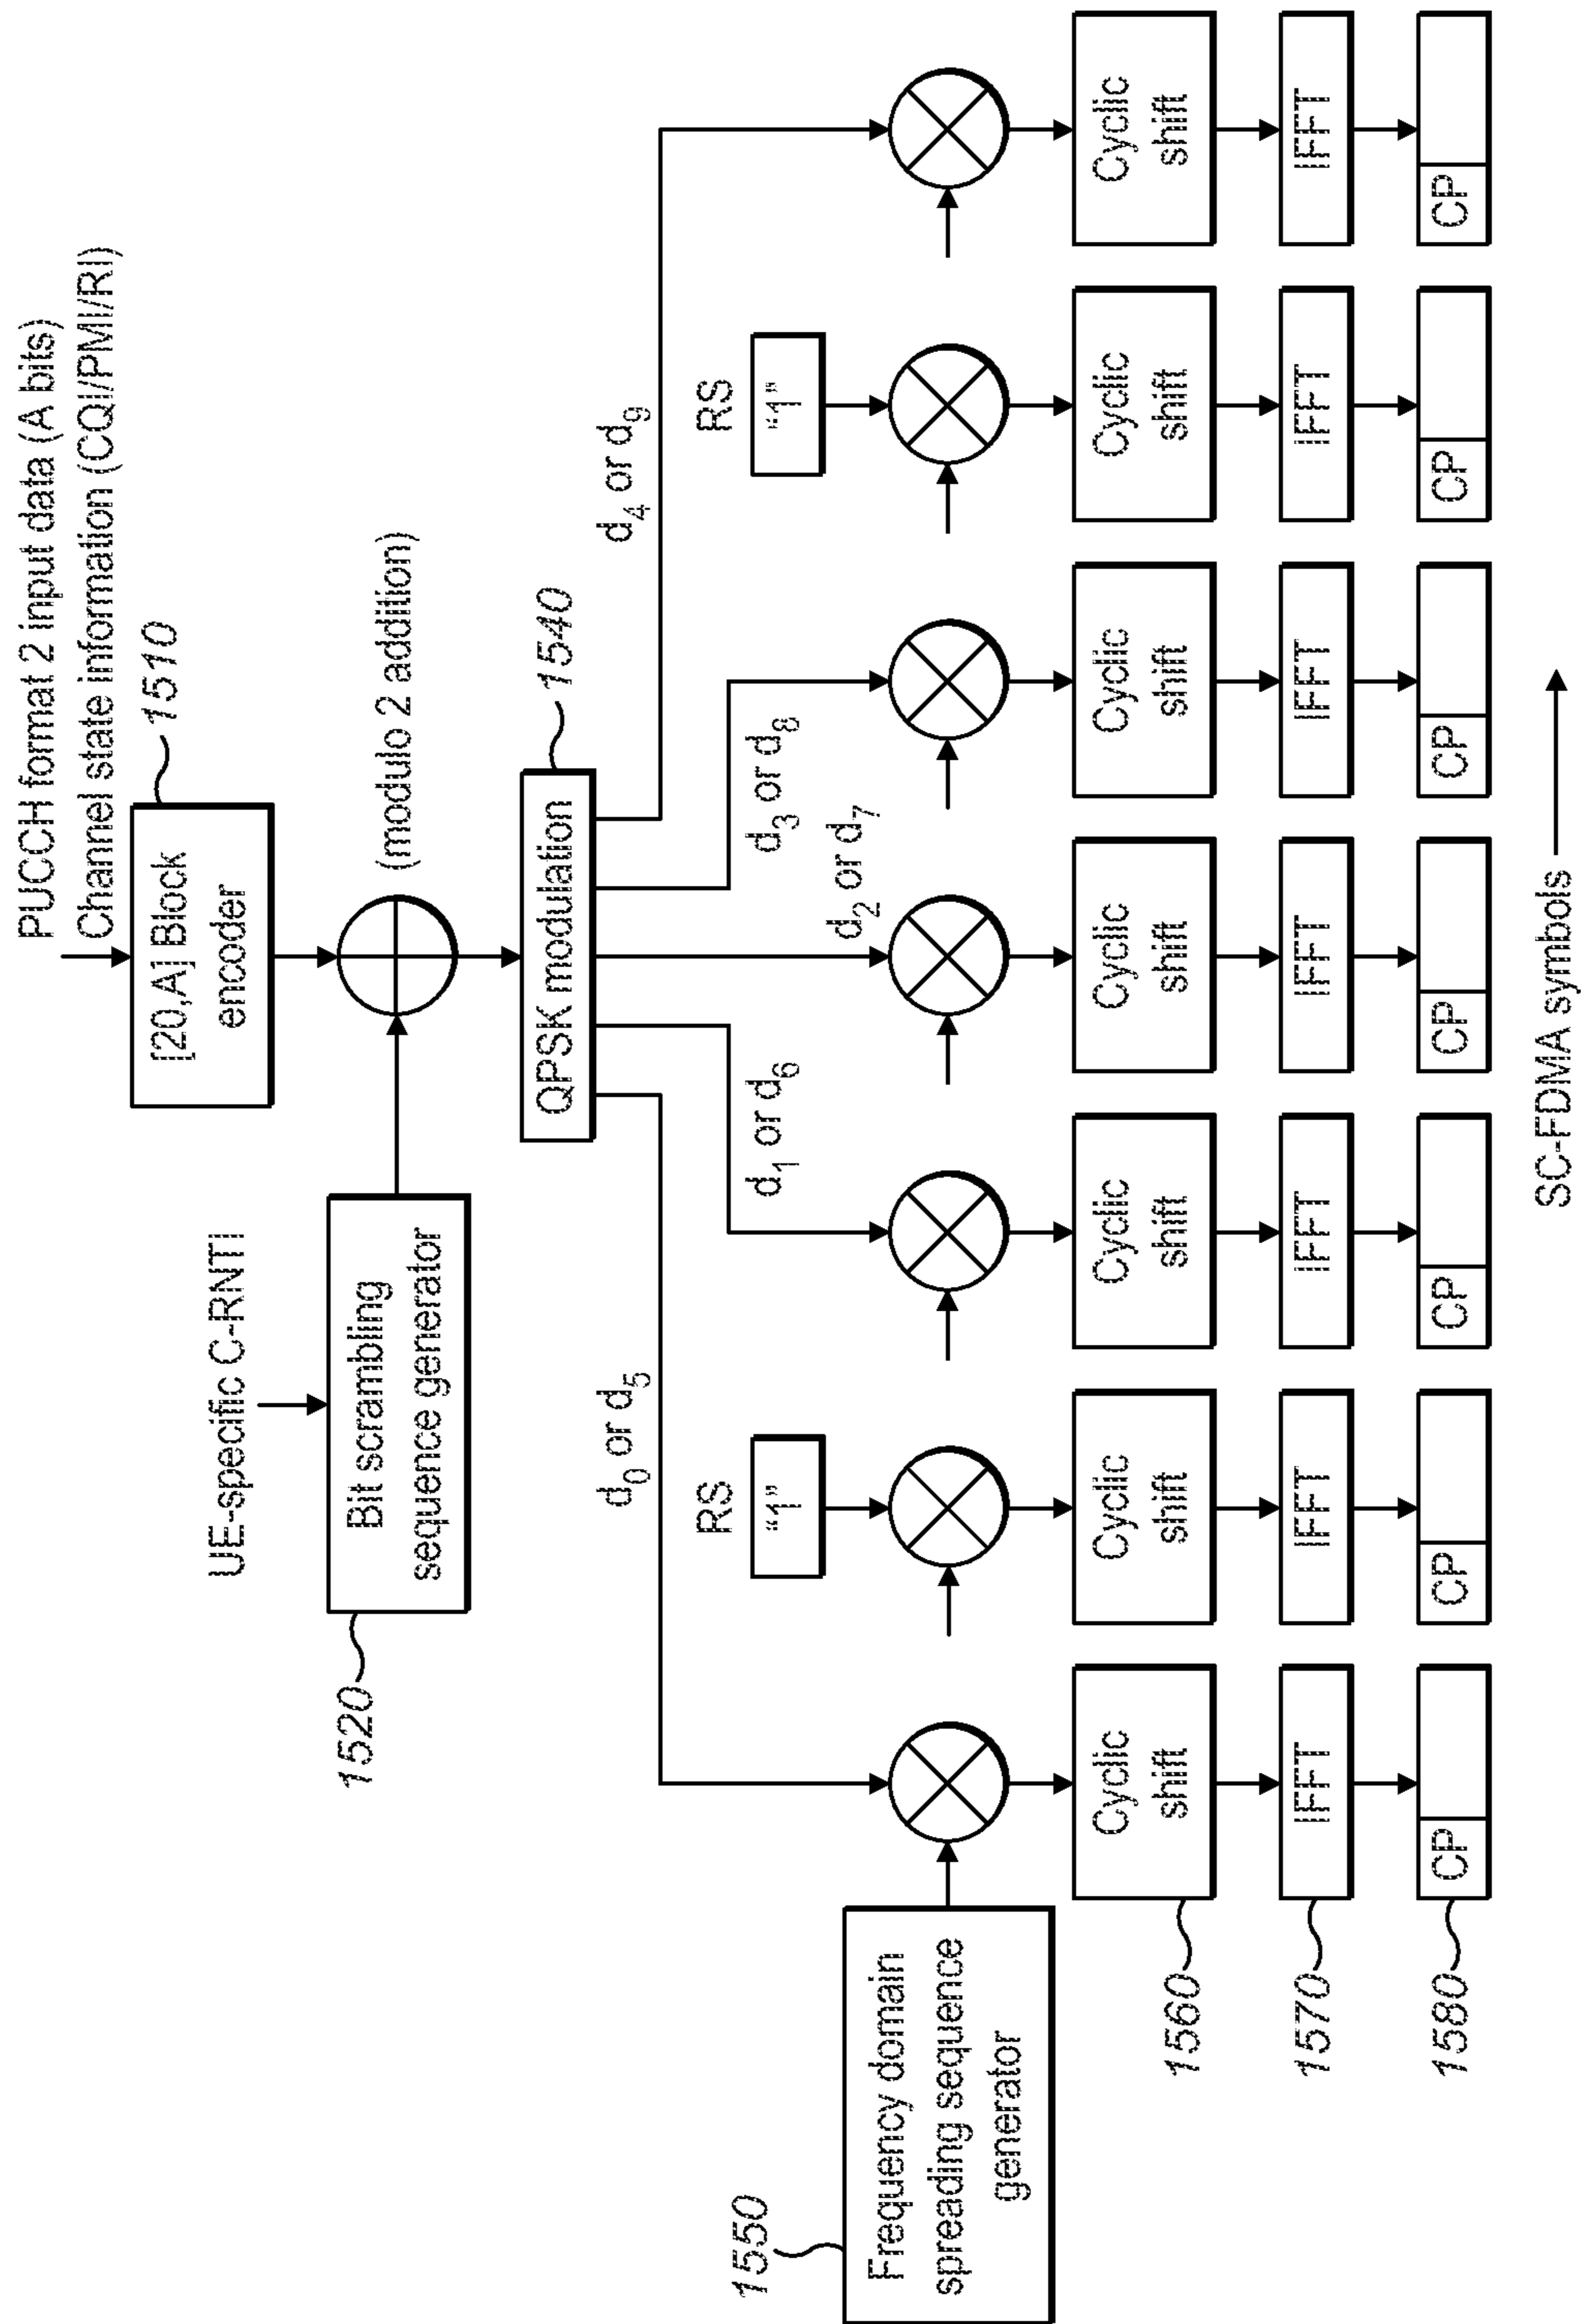 PUCCH format 2 input data (A bits)
Channel state information (CQI/PMI/RI)
1510
[20,A] Block
encoder
UE-specific C-RNTI
(modulo 2 addition)
1520
Bit scrambling
sequence generator
QPSK modulation
1540
d0 or d5
d1 or d6
d2 or d7
d3 or d8
d4 or d9
RS
"1"
RS
"1"
1550
Frequency domain
spreading sequence
generator
1560
Cyclic
shift
Cyclic
shift
Cyclic
shift
Cyclic
shift
Cyclic
shift
Cyclic
shift
Cyclic
shift
1570
IFFT
IFFT
IFFT
IFFT
IFFT
IFFT
IFFT
1580
CP
CP
CP
CP
CP
CP
CP
SC-FDMA symbols